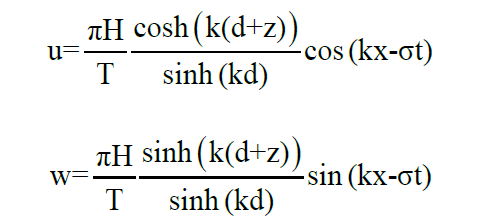 u=πH/T cosh(k(d+z))/sinh(kd) cos(kx-σt)
w=πH/T sinh(k(d+z))/sinh(kd) sin(kx-σt)